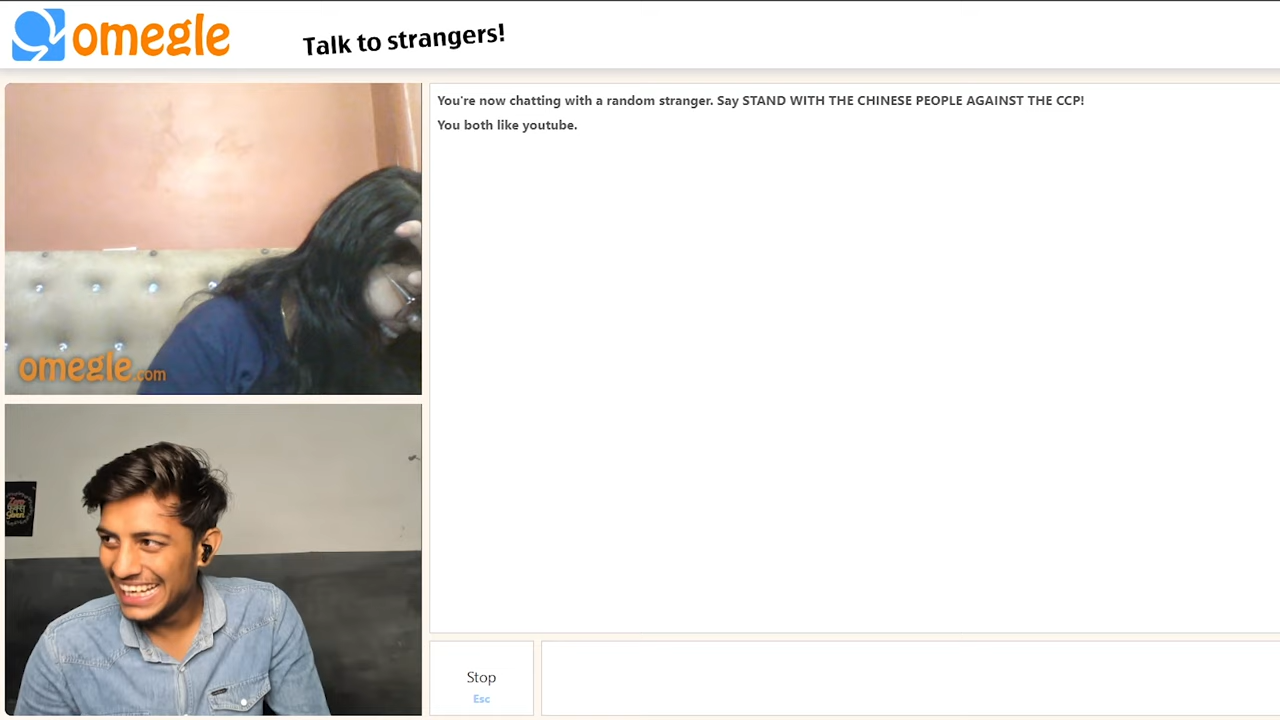 omegle
Talk to strangers!
You're now chatting with a random stranger. Say STAND WITH THE CHINESE PEOPLE AGAINST THE CCP!
You both like youtube.
omegle.com
Stop
Esc